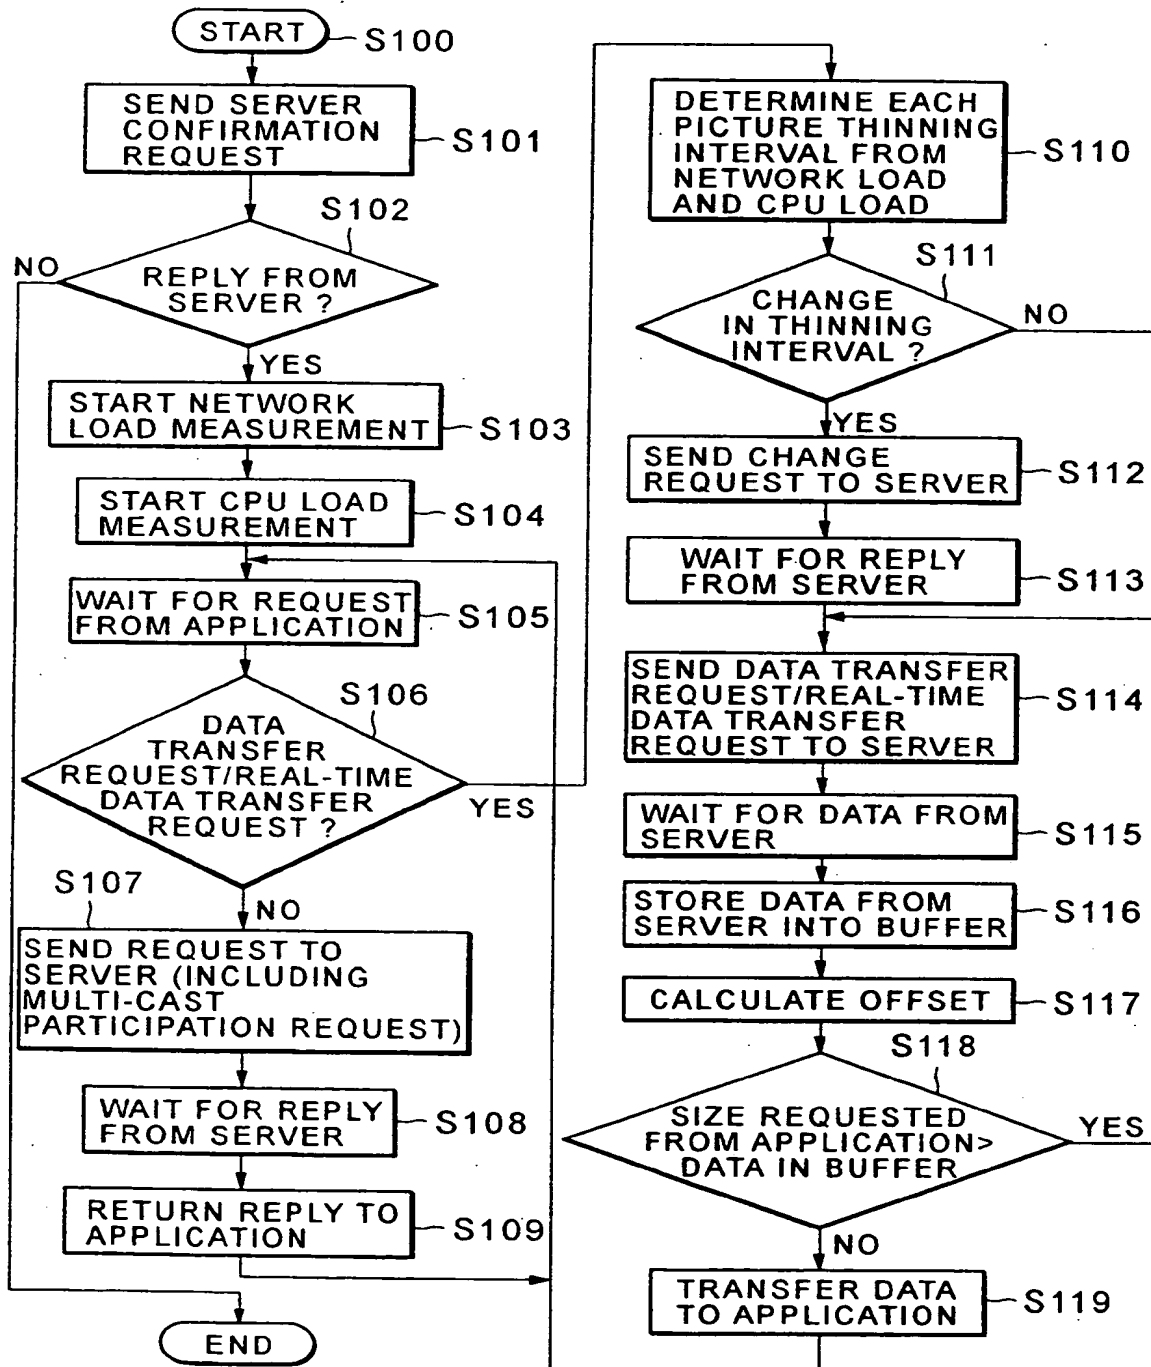 START
S100
SEND SERVER
CONFIRMATION
REQUEST
S101
S102
NO
REPLY FROM
SERVER ?
YES
START NETWORK
LOAD MEASUREMENT
S103
START CPU LOAD
MEASUREMENT
S104
WAIT FOR REQUEST
FROM APPLICATION
S105
S106
DATA
TRANSFER
REQUEST/REAL-TIME
DATA TRANSFER
REQUEST ?
YES
S107
NO
SEND REQUEST TO
SERVER (INCLUDING
MULTI-CAST
PARTICIPATION REQUEST)
WAIT FOR REPLY
FROM SERVER
S108
RETURN REPLY TO
APPLICATION
S109
END
DETERMINE EACH
PICTURE THINNING
INTERVAL FROM
NETWORK LOAD
AND CPU LOAD
S110
S111
CHANGE
IN THINNING
INTERVAL ?
NO
YES
SEND CHANGE
REQUEST TO SERVER
S112
WAIT FOR REPLY
FROM SERVER
S113
SEND DATA TRANSFER
REQUEST/REAL-TIME
DATA TRANSFER
REQUEST TO SERVER
S114
WAIT FOR DATA FROM
SERVER
S115
STORE DATA FROM
SERVER INTO BUFFER
S116
CALCULATE OFFSET
S117
S118
SIZE REQUESTED
FROM APPLICATION>
DATA IN BUFFER
YES
NO
TRANSFER DATA
TO APPLICATION
S119